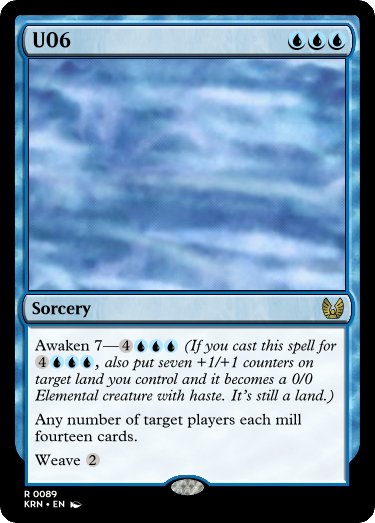 U06
Sorcery
Awaken 7—4 (If you cast this spell for
4, also put seven +1/+1 counters on
target land you control and it becomes a 0/0
Elemental creature with haste. It's still a land.)
Any number of target players each mill
fourteen cards.
Weave 2
R 0089
KRN • EN